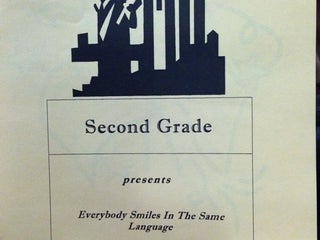 Second Grade
presents
Everybody Smiles In The Same
Language